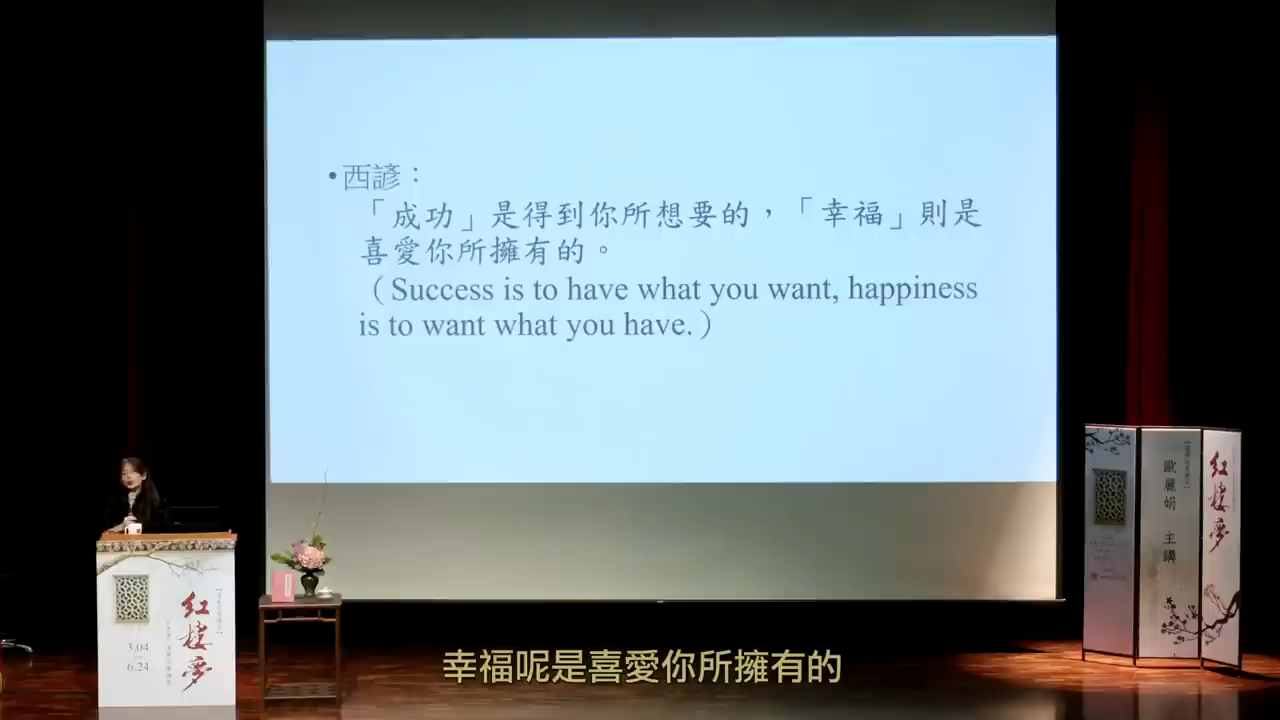 •西諺：
「成功」是得到你所想要的，「幸福」則是
喜愛你所擁有的。
（Success is to have what you want, happiness
is to want what you have.）
紅樓夢
3.04
6.24
歐麗娟 主講
紅樓夢
幸福呢是喜愛你所擁有的